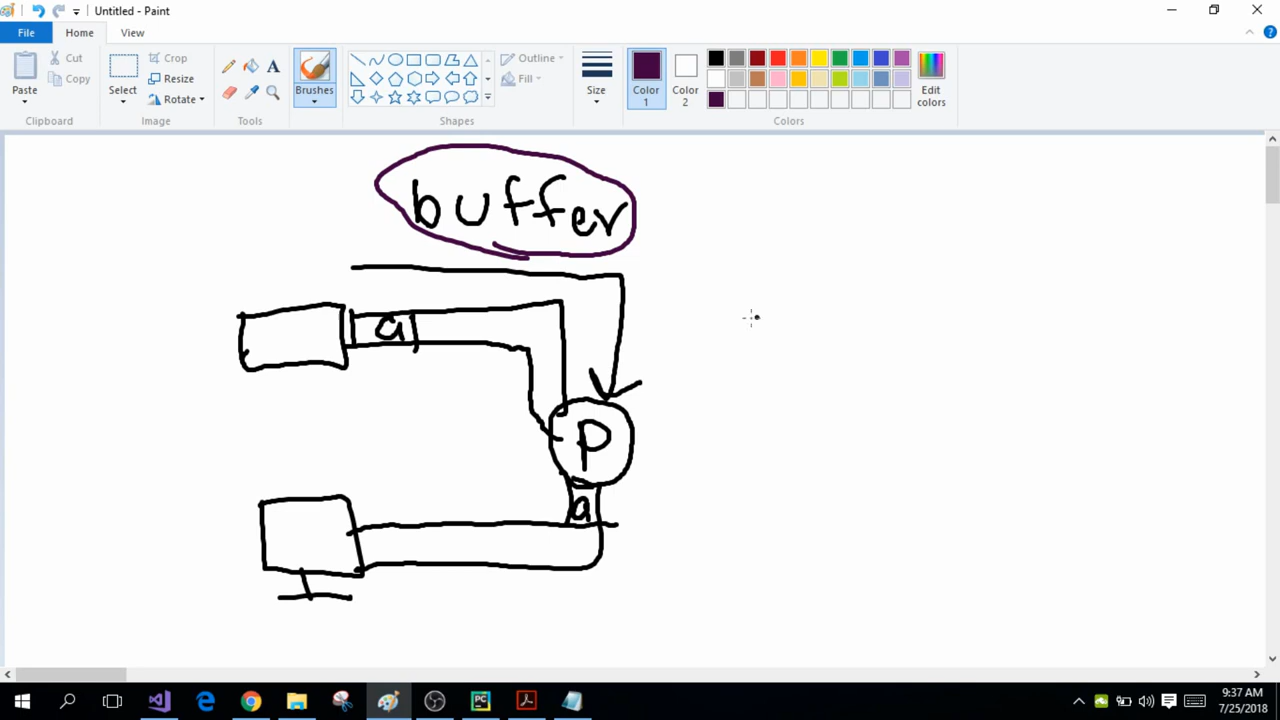 Untitled - Paint
File
Home
View
Paste
Cut
Copy
Clipboard
Select
Crop
Resize
Rotate
Image
A
Tools
Brushes
Outline
Fill
Shapes
Size
Color 1
Color 2
Edit colors
Colors
buffer
a
p
a
9:37 AM
7/25/2018